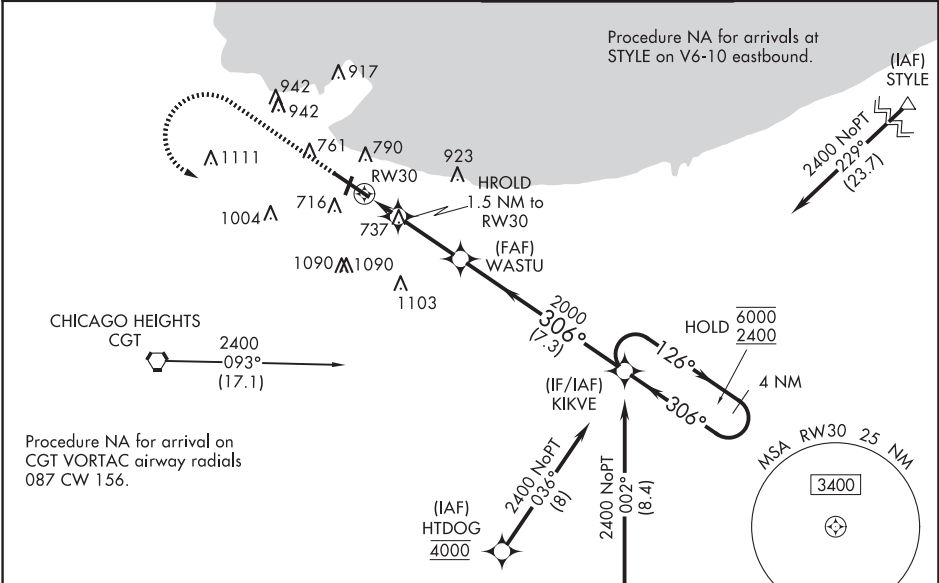 Procedure NA for arrivals at
STYLE on V6-10 eastbound.
(IAF)
STYLE
2400 NoPT
229°
(23.7)
917
942
942
761
790
RW30
923
1111
HROLD
1.5 NM to
RW30
716
737
1004
(FAF)
WASTU
1090
1090
1103
2000
306°
(7.3)
CHICAGO HEIGHTS
CGT
2400
093°
(17.1)
HOLD
6000
2400
126°
4 NM
306°
(IF/IAF)
KIKVE
Procedure NA for arrival on
CGT VORTAC airway radials
087 CW 156.
2400 NoPT
036°
(8)
2400 NoPT
002°
(8.4)
(IAF)
HTDOG
4000
MSA RW30 25 NM
3400